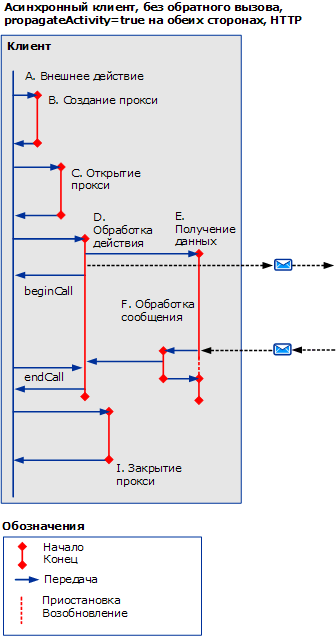 Асинхронный клиент, без обратного вызова,
propagateActivity=true на обеих сторонах, HTTP
Клиент
A. Внешнее действие
B. Создание прокси
C. Открытие
прокси
D.
Обработка
действия
E.
Получение
данных
beginCall
F. Обработка
сообщения
endCall
I. Закрытие
прокси
Обозначения
Начало
Конец
Передача
Приостановка
Возобновление